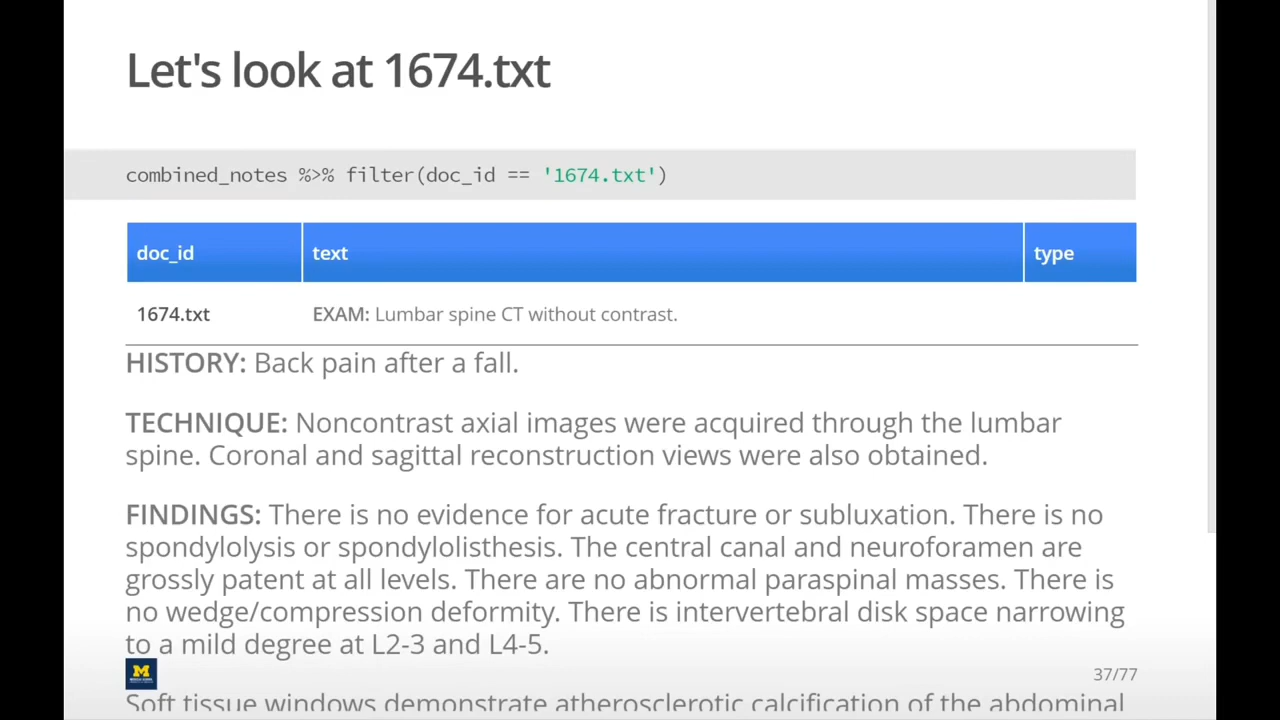 Let's look at 1674.txt
combined_notes %>% filter(doc_id == '1674.txt')
doc_id text type
1674.txt EXAM: Lumbar spine CT without contrast.
HISTORY: Back pain after a fall.
TECHNIQUE: Noncontrast axial images were acquired through the lumbar
spine. Coronal and sagittal reconstruction views were also obtained.
FINDINGS: There is no evidence for acute fracture or subluxation. There is no
spondylolysis or spondylolisthesis. The central canal and neuroforamen are
grossly patent at all levels. There are no abnormal paraspinal masses. There is
no wedge/compression deformity. There is intervertebral disk space narrowing
to a mild degree at L2-3 and L4-5.
M
37/77
Soft tissue windows demonstrate atherosclerotic calcification of the abdominal